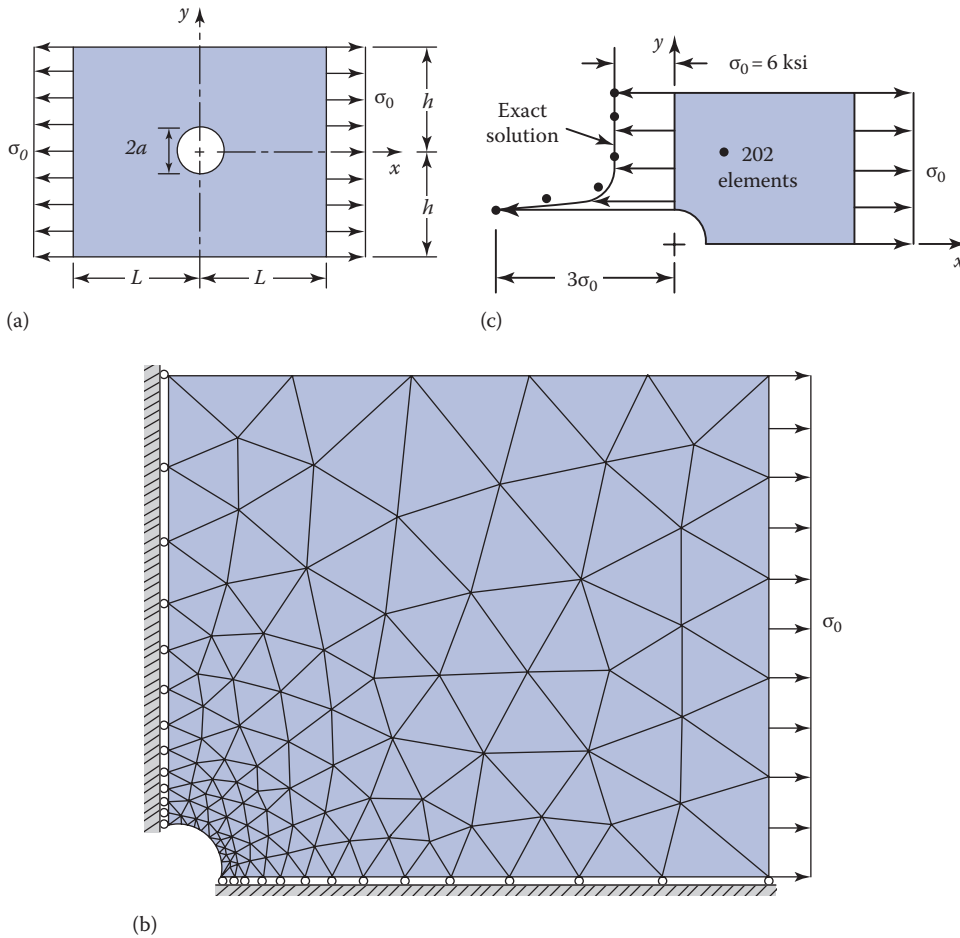 y
σ0
h
2a
σ0
x
h
L
L
(a)
y
σ0 = 6 ksi
Exact
solution
202
elements
σ0
x
3σ0
(c)
σ0
(b)